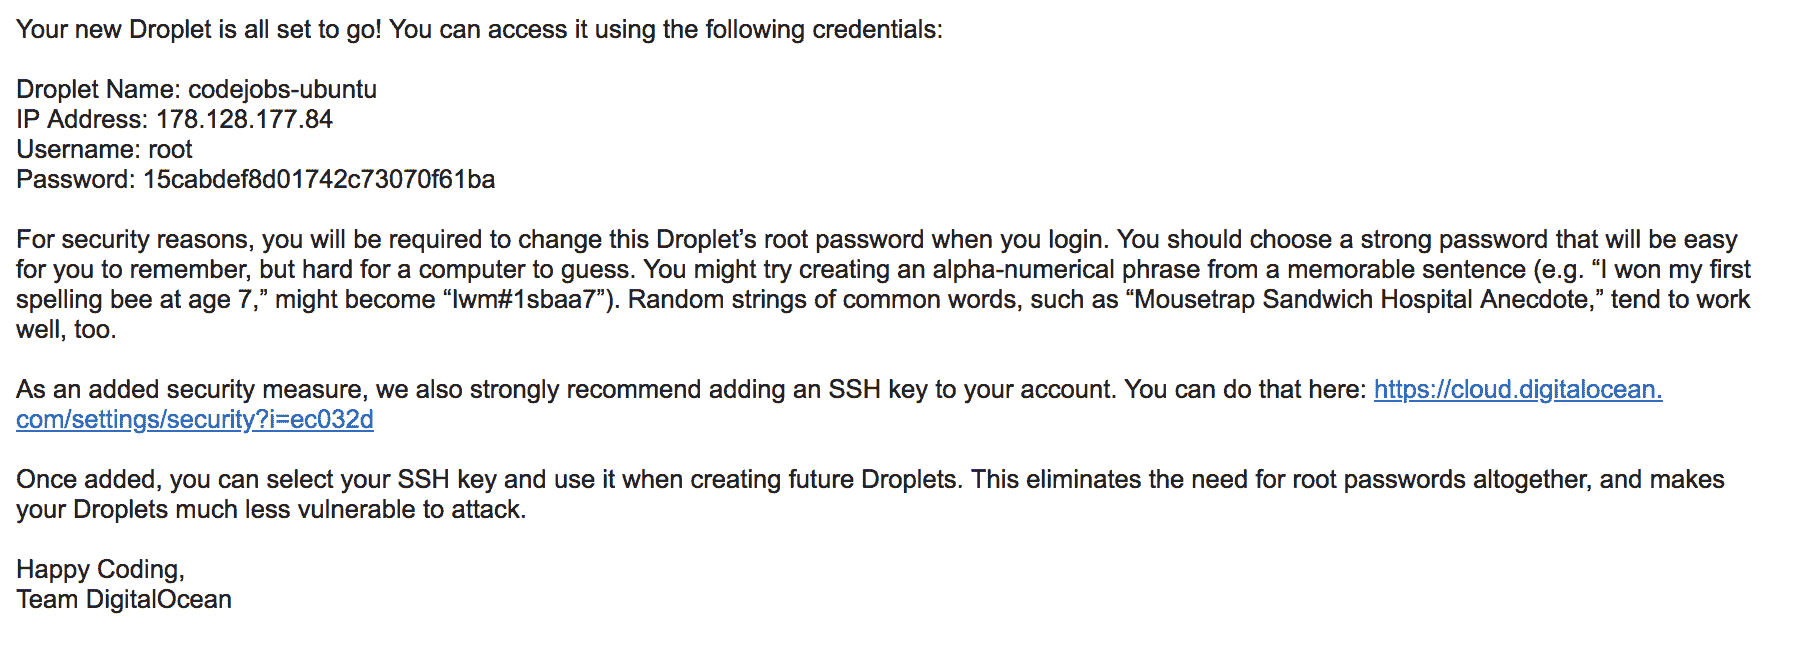 Your new Droplet is all set to go! You can access it using the following credentials:
Droplet Name: codejobs-ubuntu
IP Address: 178.128.177.84
Username: root
Password: 15cabdef8d01742c73070f61ba
For security reasons, you will be required to change this Droplet’s root password when you login. You should choose a strong password that will be easy
for you to remember, but hard for a computer to guess. You might try creating an alpha-numerical phrase from a memorable sentence (e.g. “I won my first
spelling bee at age 7,” might become “Iwm#1sbaa7”). Random strings of common words, such as “Mousetrap Sandwich Hospital Anecdote,” tend to work
well, too.
As an added security measure, we also strongly recommend adding an SSH key to your account. You can do that here: https://cloud.digitalocean.
com/settings/security?i=ec032d
Once added, you can select your SSH key and use it when creating future Droplets. This eliminates the need for root passwords altogether, and makes
your Droplets much less vulnerable to attack.
Happy Coding,
Team DigitalOcean